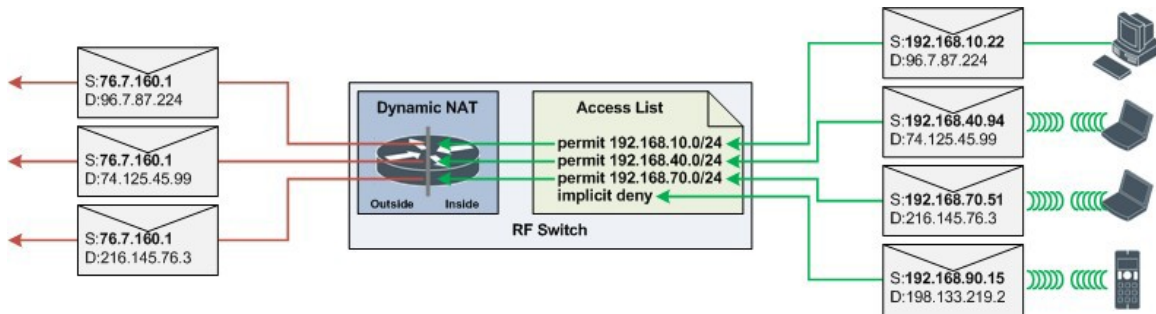 S:76.7.160.1
D:96.7.87.224
S:76.7.160.1
D:74.125.45.99
S:76.7.160.1
D:216.145.76.3
Dynamic NAT
Outside
Inside
Access List
permit 192.168.10.0/24
permit 192.168.40.0/24
permit 192.168.70.0/24
implicit deny
RF Switch
S:192.168.10.22
D:96.7.87.224
S:192.168.40.94
D:74.125.45.99
S:192.168.70.51
D:216.145.76.3
S:192.168.90.15
D:198.133.219.2